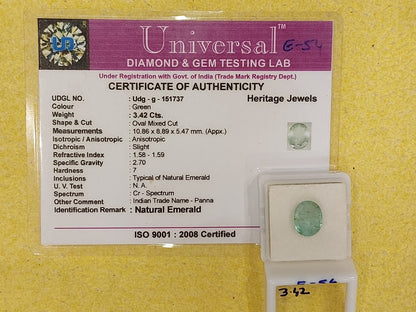 Universal™
E-54
DIAMOND & GEM TESTING LAB
Under Registration with Govt. of India (Trade Mark Registry Dept.)
CERTIFICATE OF AUTHENTICITY
UDGL NO. : Udg - g - 151737 Heritage Jewels
Colour : Green
Weight : 3.42 Cts.
Shape & Cut : Oval Mixed Cut
Measurements : 10.86 x 8.89 x 5.47 mm. (Appx.)
Isotropic / Anisotropic : Anisotropic
Dichroism : Slight
Refractive Index : 1.58 - 1.59
Specific Gravity : 2.70
Hardness : 7
Inclusions : Typical of Natural Emerald
U. V. Test : N. A.
Spectrum : Cr - Spectrum
Other Comment : Indian Trade Name - Panna
Identification Remark : Natural Emerald
ISO 9001 : 2008 Certified
E-54
3.42